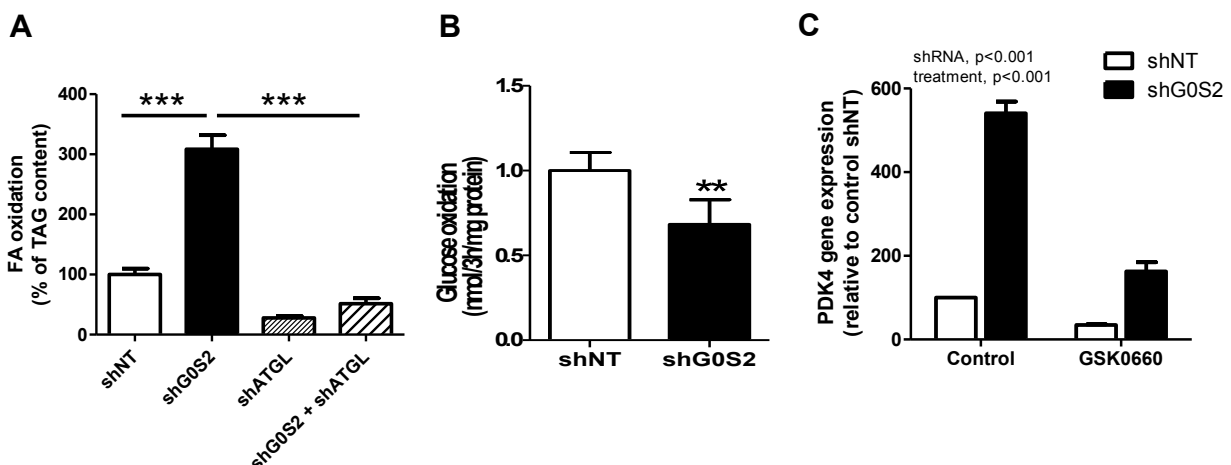 A
FA oxidation
(% of TAG content)
400
300
200
100
0
***
***
shNT
shG0S2
shATGL
shG0S2 + shATGL
B
Glucose oxidation
(nmol/3h/mg protein)
1.5
1.0
0.5
0.0
**
shNT
shG0S2
C
shRNA, p<0.001
treatment, p<0.001
shNT
shG0S2
PDK4 gene expression
(relative to control shNT)
600
400
200
0
Control
GSK0660